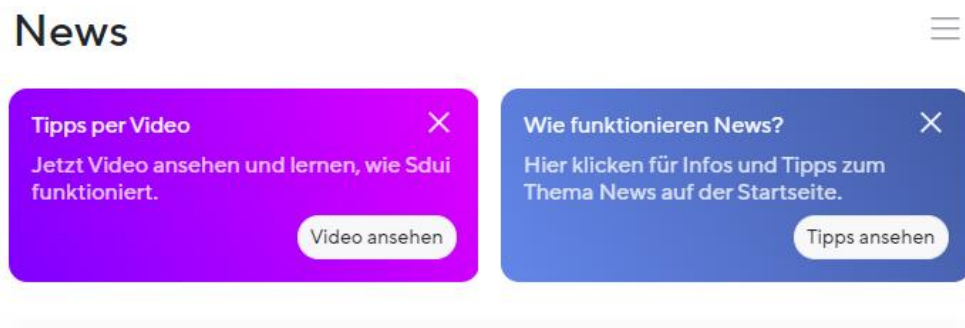 News
Tipps per Video
Jetzt Video ansehen und lernen, wie Sdui
funktioniert.
Video ansehen
Wie funktionieren News?
Hier klicken für Infos und Tipps zum
Thema News auf der Startseite.
Tipps ansehen